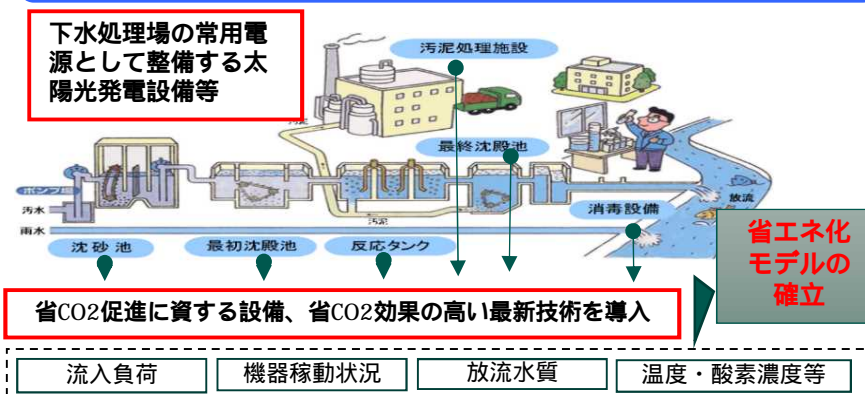 下水処理場の常用電
源として整備する太
陽光発電設備等
汚泥処理施設
汚泥
最終沈殿池
ポンプ場
汚水
汚泥
消毒設備
放流
雨水
沈砂池
最初沈殿池
反応タンク
省エネ化
モデルの
確立
省CO2促進に資する設備、省CO2効果の高い最新技術を導入
流入負荷
機器稼動状況
放流水質
温度・酸素濃度等